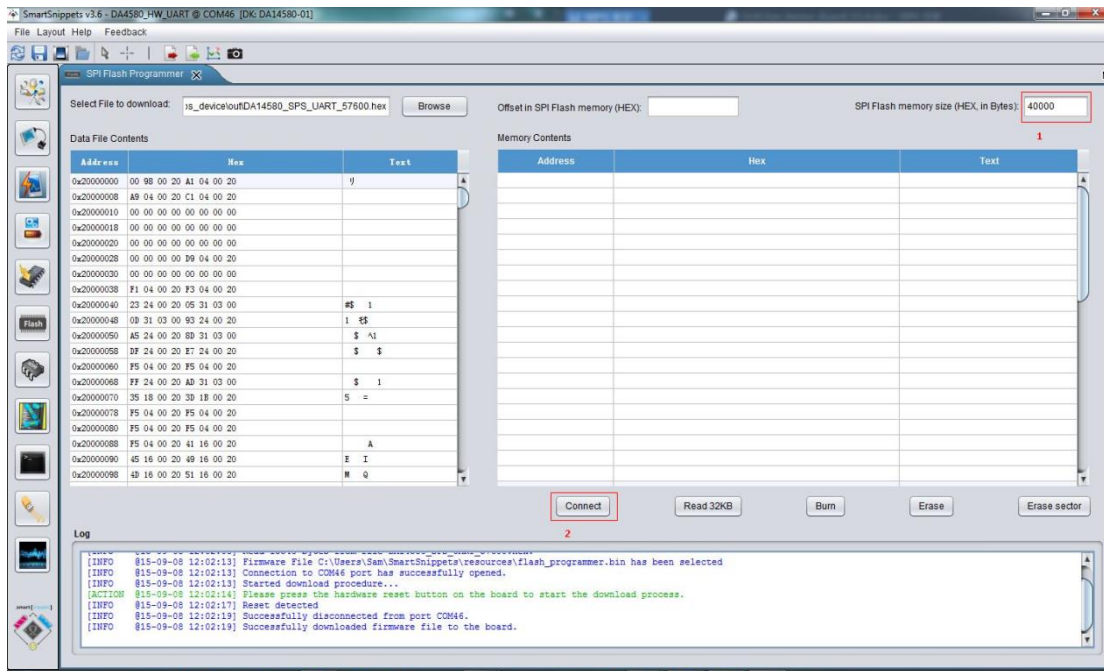 SmartSnippets v3.6 - DA4580_HW_UART @ COM46 [DK: DA14580-01]
File Layout Help Feedback
SPI Flash Programmer
Select File to download: s_device\out\DA14580_SPS_UART_57600.hex Browse Offset in SPI Flash memory (HEX): SPI Flash memory size (HEX, in Bytes): 40000
1
Data File Contents Memory Contents
Address Hex Text Address Hex Text
0x20000000 00 98 00 20 A1 04 00 20
0x20000008 A9 04 00 20 C1 04 00 20
0x20000010 00 00 00 00 00 00 00 00
0x20000018 00 00 00 00 00 00 00 00
0x20000020 00 00 00 00 00 00 00 00
0x20000028 00 00 00 00 D9 04 00 20
0x20000030 00 00 00 00 00 00 00 00
0x20000038 F1 04 00 20 F3 04 00 20
0x20000040 23 24 00 20 05 31 03 00 #$ 1
0x20000048 0D 31 03 00 93 24 00 20 1 $
0x20000050 A5 24 00 20 8D 31 03 00 $ 1
0x20000058 DF 24 00 20 E7 24 00 20 $ $
0x20000060 F5 04 00 20 F5 04 00 20
0x20000068 FF 24 00 20 AD 31 03 00 $ 1
0x20000070 35 18 00 20 3D 1B 00 20 5 =
0x20000078 F5 04 00 20 F5 04 00 20
0x20000080 F5 04 00 20 F5 04 00 20
0x20000088 F5 04 00 20 41 16 00 20 A
0x20000090 45 16 00 20 49 16 00 20 E I
0x20000098 4D 16 00 20 51 16 00 20 M Q
Flash
Connect Read 32KB Burn Erase Erase sector
2
Log
[INFO @15-09-08 12:02:13] Firmware File C:\Users\Sam\SmartSnippets\resources\flash_programmer.bin has been selected
[INFO @15-09-08 12:02:13] Connection to COM46 port has successfully opened.
[INFO @15-09-08 12:02:13] Started download procedure...
[ACTION @15-09-08 12:02:14] Please press the hardware reset button on the board to start the download process.
[INFO @15-09-08 12:02:17] Reset detected
[INFO @15-09-08 12:02:19] Successfully disconnected from port COM46.
[INFO @15-09-08 12:02:19] Successfully downloaded firmware file to the board.